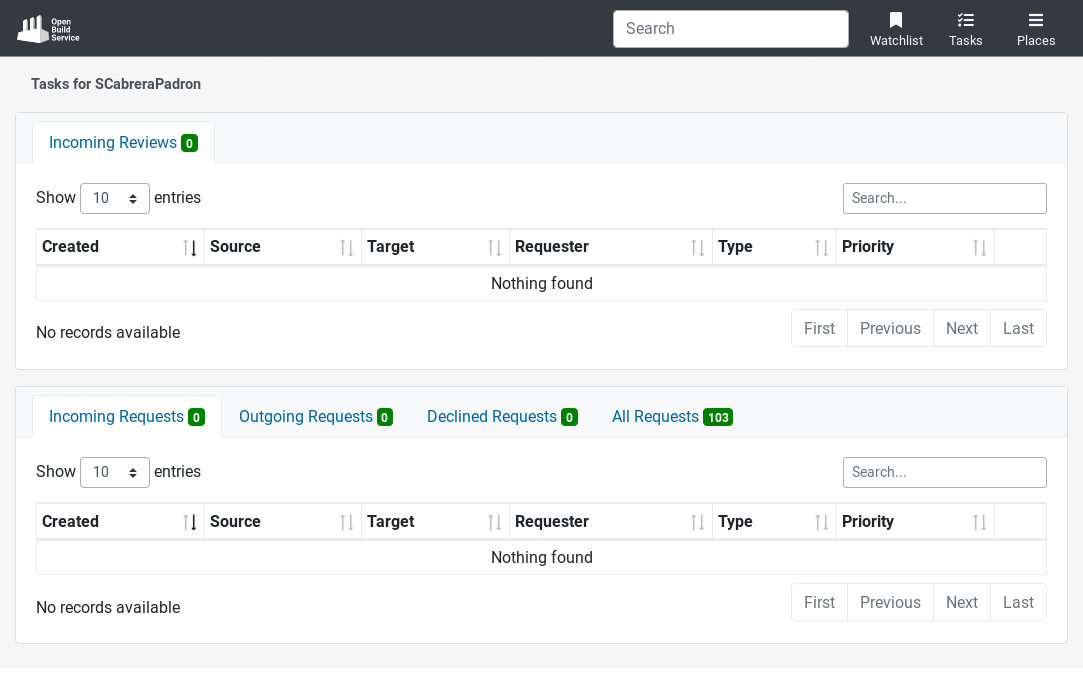 Open
Build
Service
Search
Watchlist
Tasks
Places
Tasks for SCabreraPadron
Incoming Reviews 0
Show 10 entries
Search...
Created Source Target Requester Type Priority
Nothing found
No records available
First Previous Next Last
Incoming Requests 0 Outgoing Requests 0 Declined Requests 0 All Requests 103
Show 10 entries
Search...
Created Source Target Requester Type Priority
Nothing found
No records available
First Previous Next Last